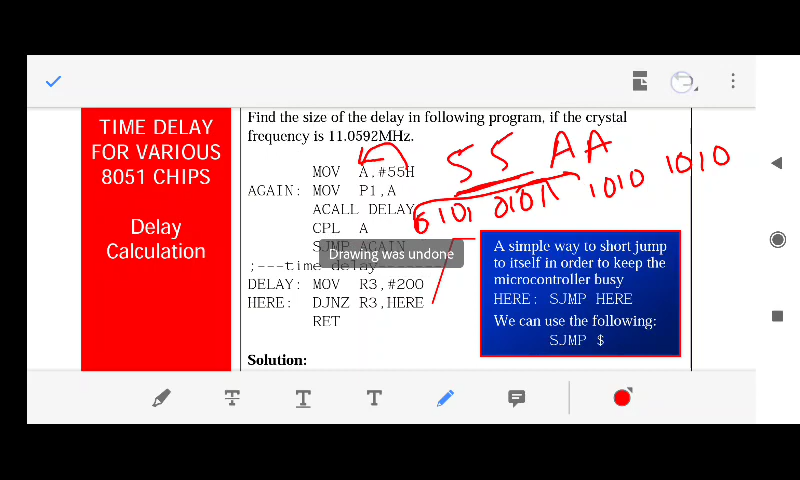 TIME DELAY
FOR VARIOUS
8051 CHIPS
Delay
Calculation
Find the size of the delay in following program, if the crystal
frequency is 11.0592MHz.
MOV A,#55H
AGAIN: MOV P1,A
ACALL DELAY
CPL A
SJMP AGAIN
;---time delay--------
DELAY: MOV R3,#200
HERE: DJNZ R3,HERE
RET
Solution:
55 AA
0101 0101 1010 1010
Drawing was undone
A simple way to short jump
to itself in order to keep the
microcontroller busy
HERE: SJMP HERE
We can use the following:
SJMP $
T T T